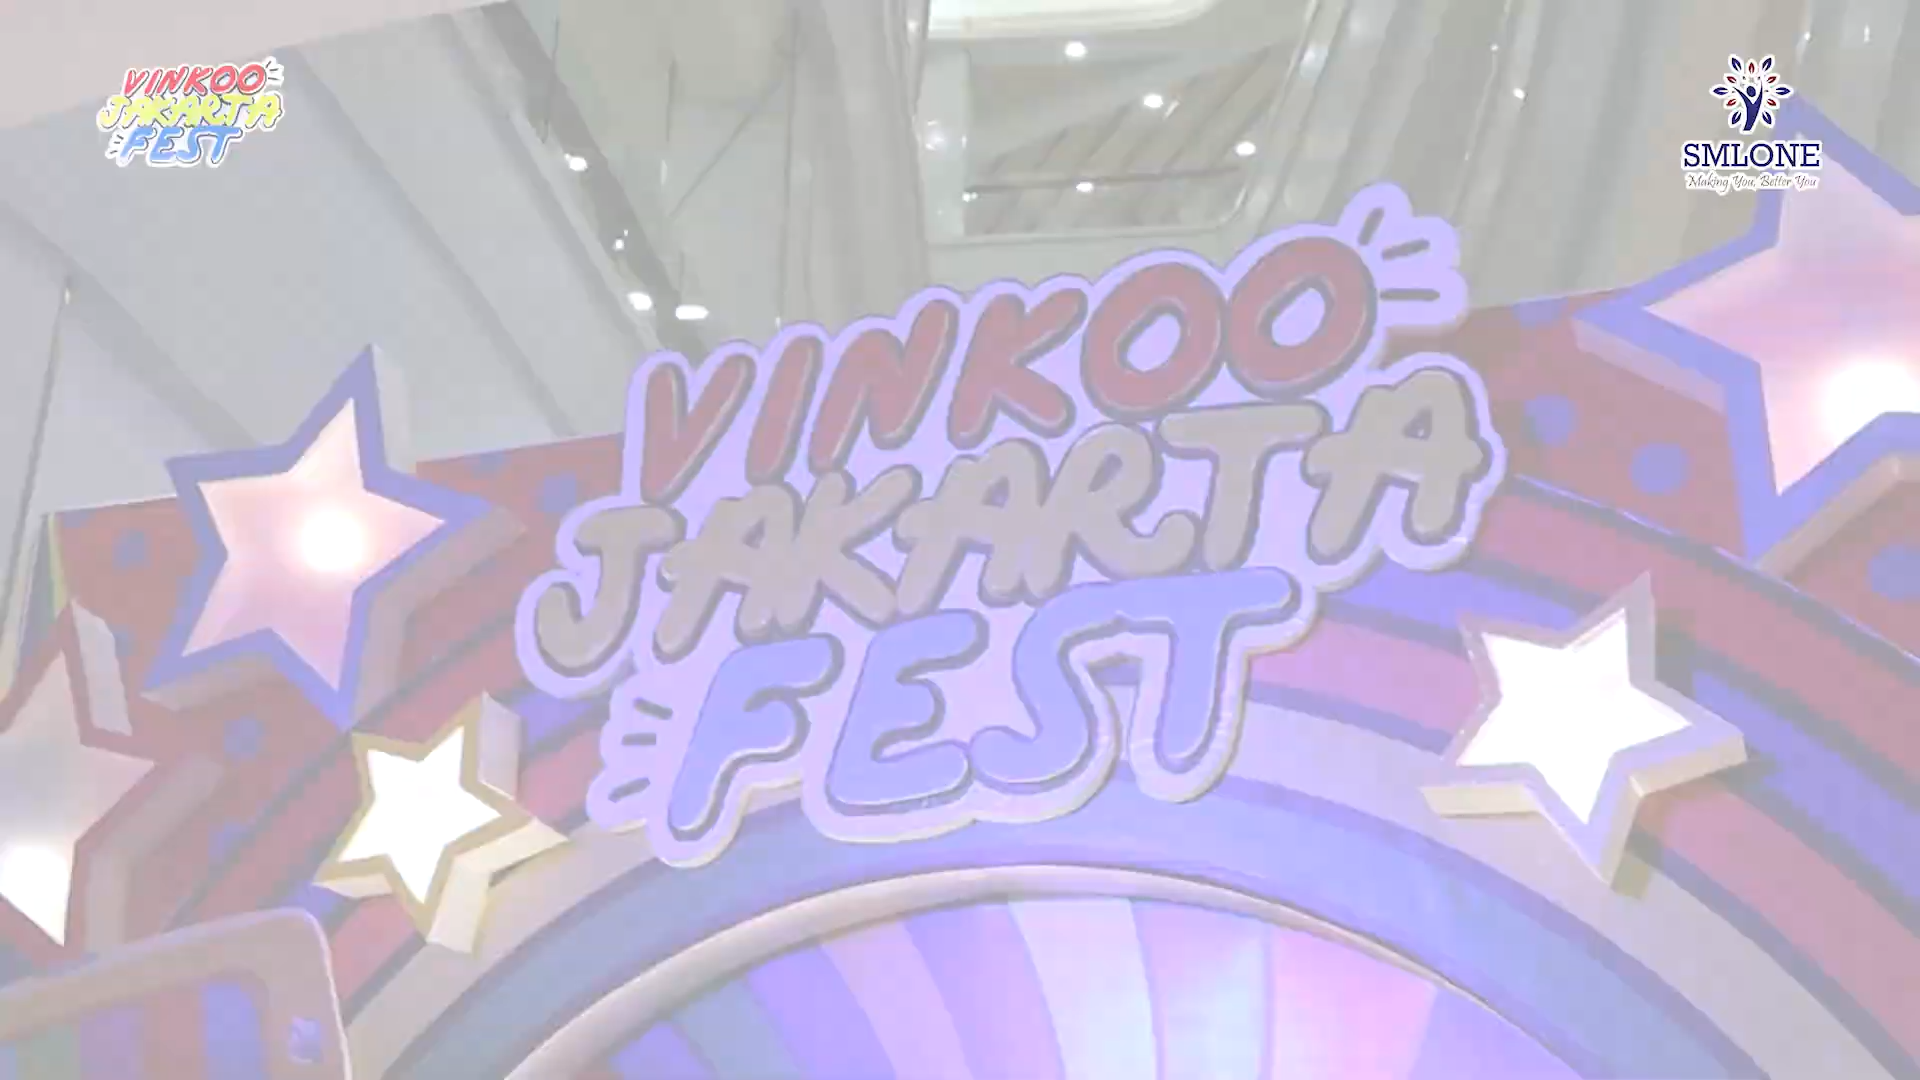 VINKOO
JAKARTA
FEST
SMLONE
Making You, Better You
VINKOO
JAKARTA
FEST